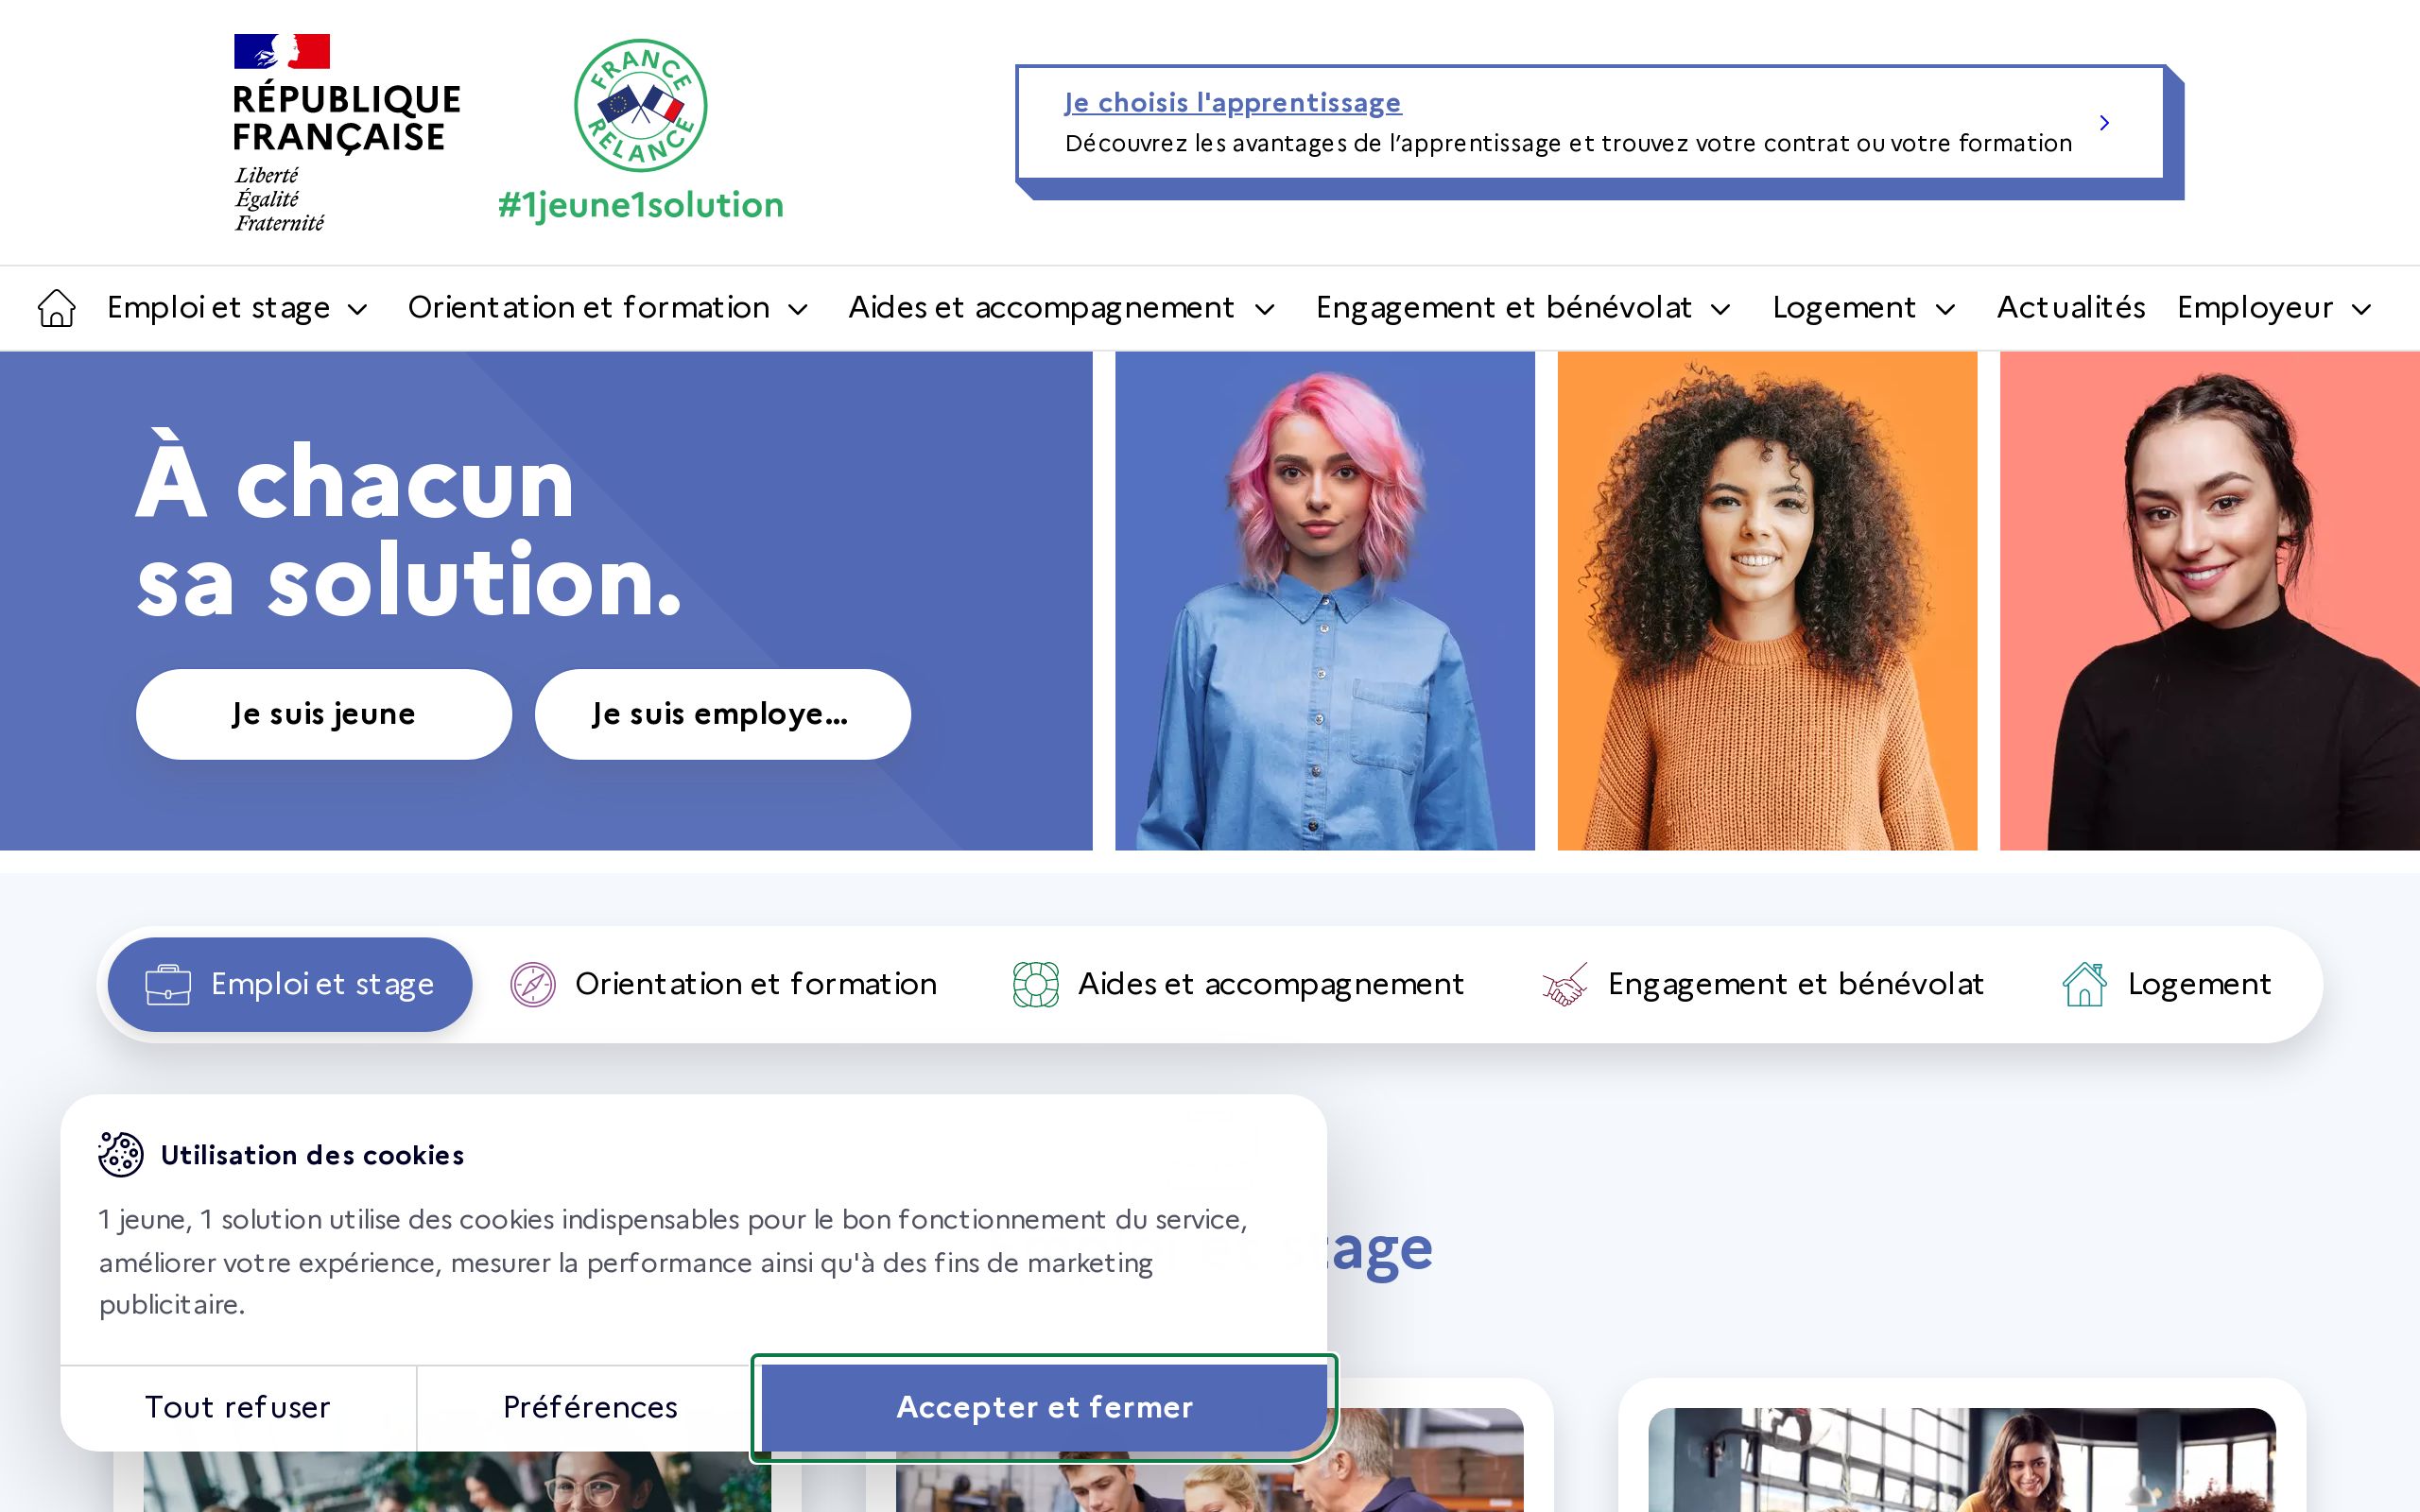 RÉPUBLIQUE
FRANÇAISE
Liberté
Égalité
Fraternité
FRANCE
RELANCE
#1jeune1solution
Je choisis l'apprentissage
Découvrez les avantages de l’apprentissage et trouvez votre contrat ou votre formation
Emploi et stage
Orientation et formation
Aides et accompagnement
Engagement et bénévolat
Logement
Actualités
Employeur
À chacun
sa solution.
Je suis jeune
Je suis employe...
Emploi et stage
Orientation et formation
Aides et accompagnement
Engagement et bénévolat
Logement
Utilisation des cookies
1 jeune, 1 solution utilise des cookies indispensables pour le bon fonctionnement du service,
améliorer votre expérience, mesurer la performance ainsi qu'à des fins de marketing
publicitaire.
Tout refuser
Préférences
Accepter et fermer